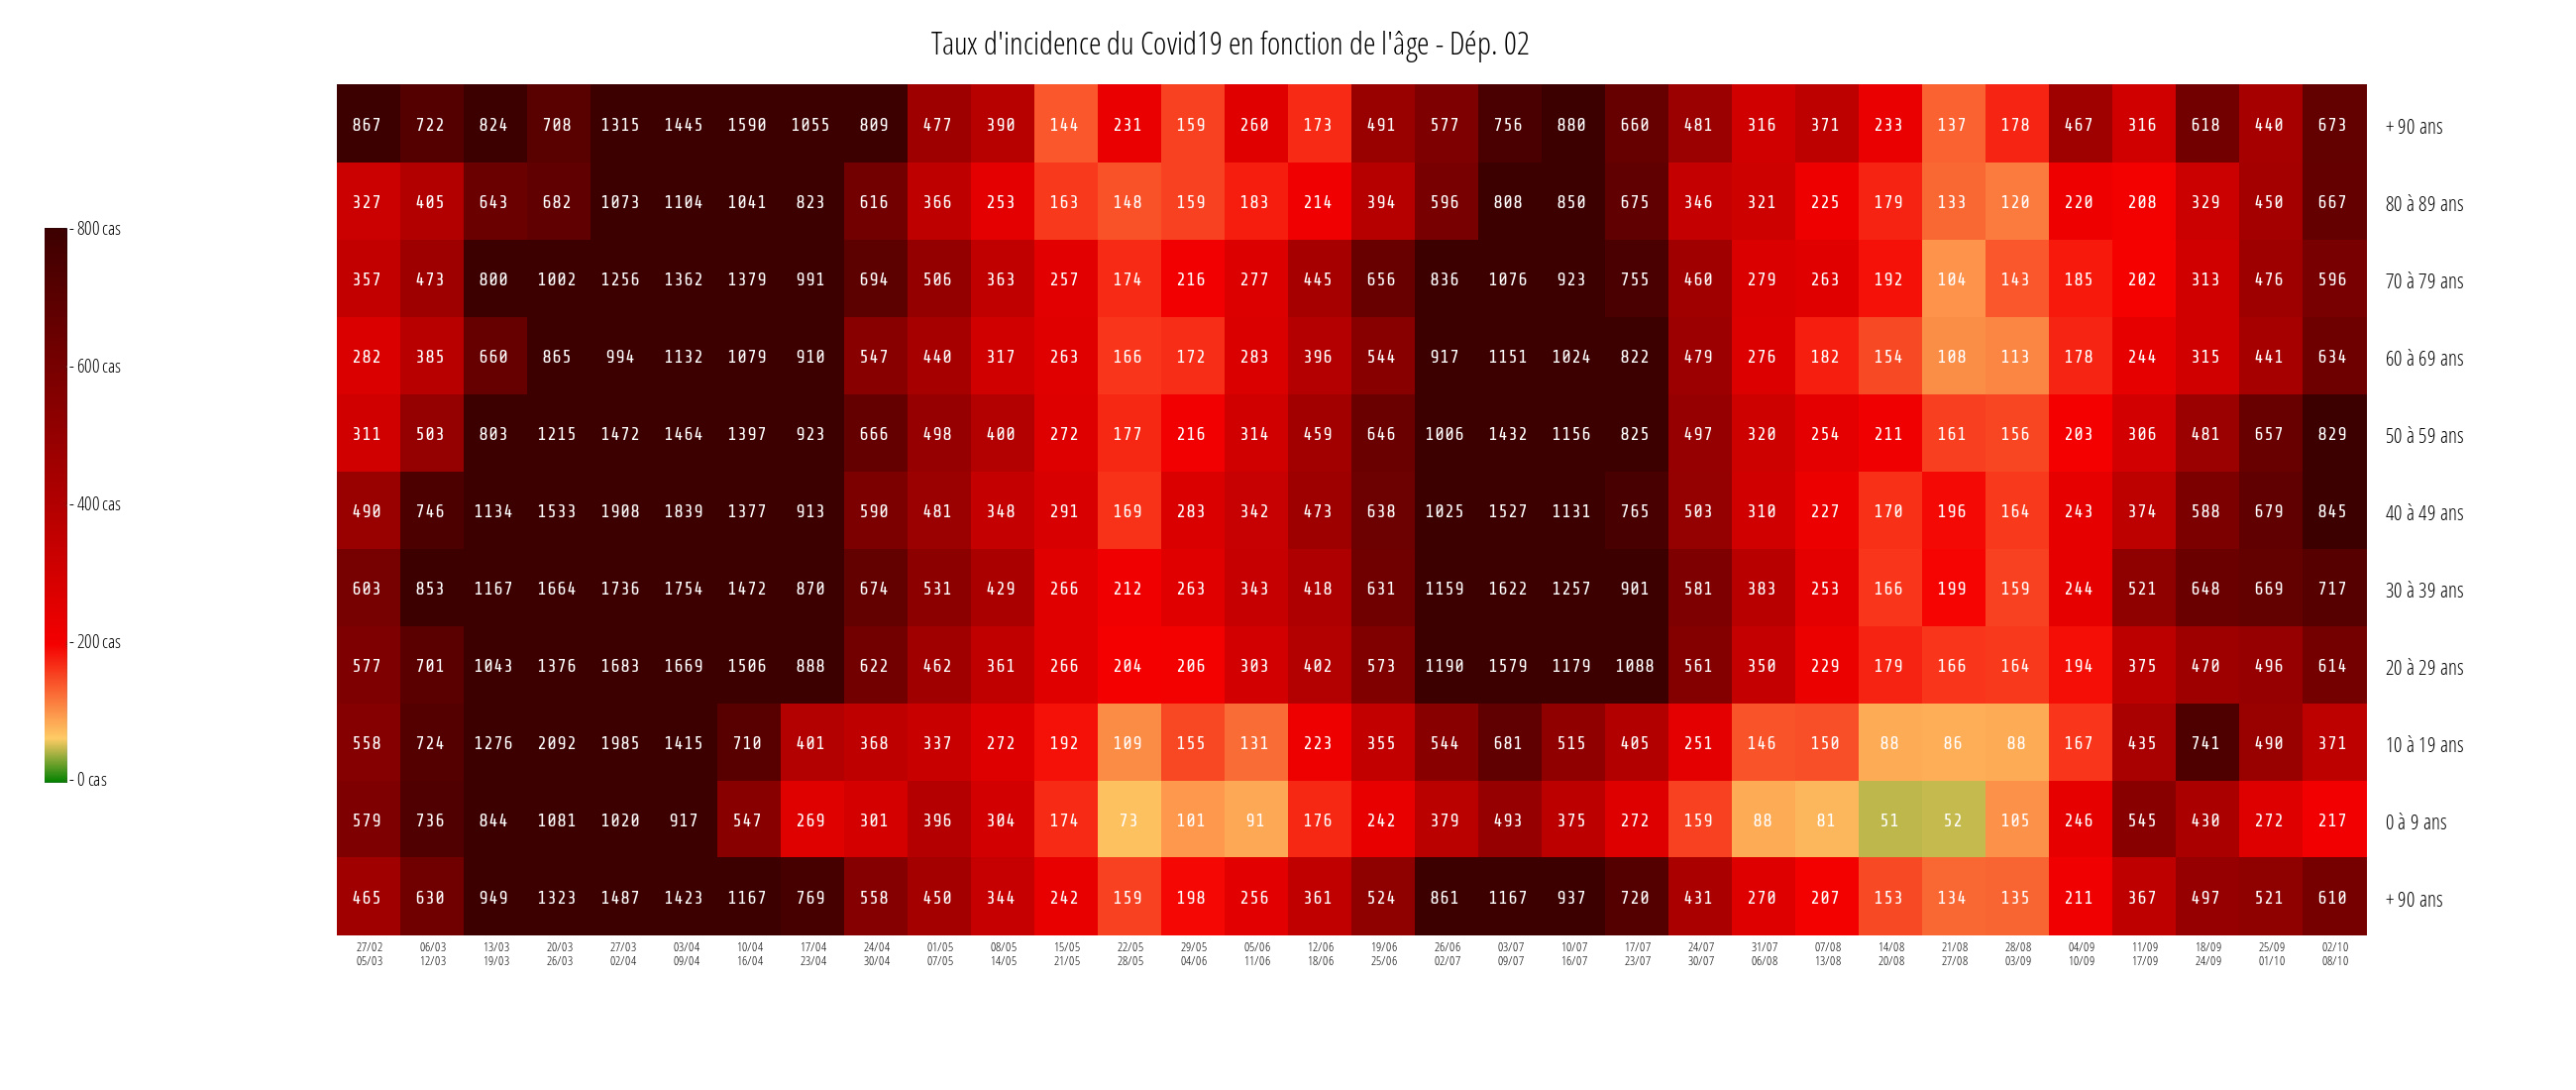 Taux d'incidence du Covid19 en fonction de l'âge - Dép. 02
- 800 cas
- 600 cas
- 400 cas
- 200 cas
- 0 cas
867 722 824 708 1315 1445 1590 1055 809 477 390 144 231 159 260 173 491 577 756 880 660 481 316 371 233 137 178 467 316 618 440 673 + 90 ans
327 405 643 682 1073 1104 1041 823 616 366 253 163 148 159 183 214 394 596 808 850 675 346 321 225 179 133 120 220 208 329 450 667 80 à 89 ans
357 473 800 1002 1256 1362 1379 991 694 506 363 257 174 216 277 445 656 836 1076 923 755 460 279 263 192 104 143 185 202 313 476 596 70 à 79 ans
282 385 660 865 994 1132 1079 910 547 440 317 263 166 172 283 396 544 917 1151 1024 822 479 276 182 154 108 113 178 244 315 441 634 60 à 69 ans
311 503 803 1215 1472 1464 1397 923 666 498 400 272 177 216 314 459 646 1006 1432 1156 825 497 320 254 211 161 156 203 306 481 657 829 50 à 59 ans
490 746 1134 1533 1908 1839 1377 913 590 481 348 291 169 283 342 473 638 1025 1527 1131 765 503 310 227 170 196 164 243 374 588 679 845 40 à 49 ans
603 853 1167 1664 1736 1754 1472 870 674 531 429 266 212 263 343 418 631 1159 1622 1257 901 581 383 253 166 199 159 244 521 648 669 717 30 à 39 ans
577 701 1043 1376 1683 1669 1506 888 622 462 361 266 204 206 303 402 573 1190 1579 1179 1088 561 350 229 179 166 164 194 375 470 496 614 20 à 29 ans
558 724 1276 2092 1985 1415 710 401 368 337 272 192 109 155 131 223 355 544 681 515 405 251 146 150 88 86 88 167 435 741 490 371 10 à 19 ans
579 736 844 1081 1020 917 547 269 301 396 304 174 73 101 91 176 242 379 493 375 272 159 88 81 51 52 105 246 545 430 272 217 0 à 9 ans
465 630 949 1323 1487 1423 1167 769 558 450 344 242 159 198 256 361 524 861 1167 937 720 431 270 207 153 134 135 211 367 497 521 610 + 90 ans
27/02 06/03 13/03 20/03 27/03 03/04 10/04 17/04 24/04 01/05 08/05 15/05 22/05 29/05 05/06 12/06 19/06 26/06 03/07 10/07 17/07 24/07 31/07 07/08 14/08 21/08 28/08 04/09 11/09 18/09 25/09 02/10
05/03 12/03 19/03 26/03 02/04 09/04 16/04 23/04 30/04 07/05 14/05 21/05 28/05 04/06 11/06 18/06 25/06 02/07 09/07 16/07 23/07 30/07 06/08 13/08 20/08 27/08 03/09 10/09 17/09 24/09 01/10 08/10